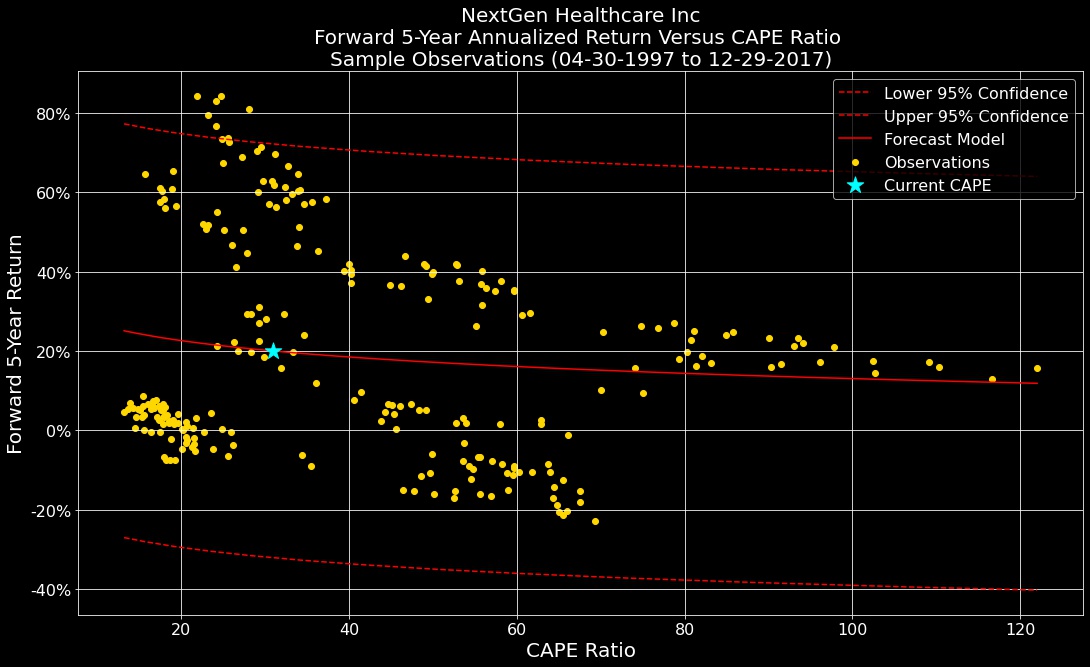 NextGen Healthcare Inc
Forward 5-Year Annualized Return Versus CAPE Ratio
Sample Observations (04-30-1997 to 12-29-2017)
Lower 95% Confidence
Upper 95% Confidence
Forecast Model
Observations
Current CAPE
Forward 5-Year Return
80%
60%
40%
20%
0%
-20%
-40%
20 40 60 80 100 120
CAPE Ratio